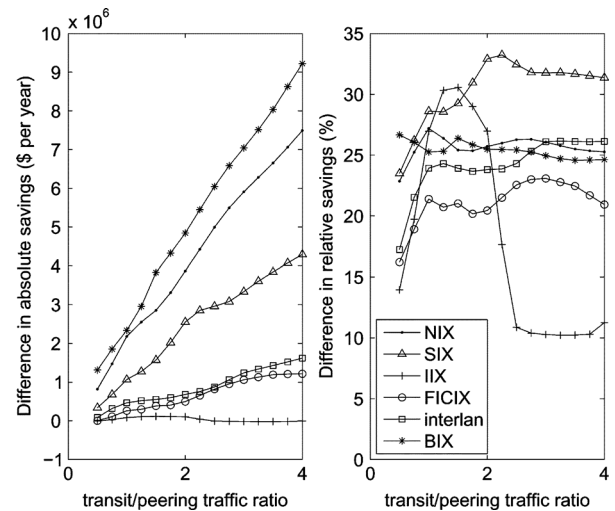 x 10⁶
10
9
8
7
6
5
4
3
2
1
0
−1
Difference in absolute savings ($ per year)
0
2
4
transit/peering traffic ratio
35
30
25
20
15
10
5
0
Difference in relative savings (%)
NIX
SIX
IIX
FICIX
interlan
BIX
0
2
4
transit/peering traffic ratio